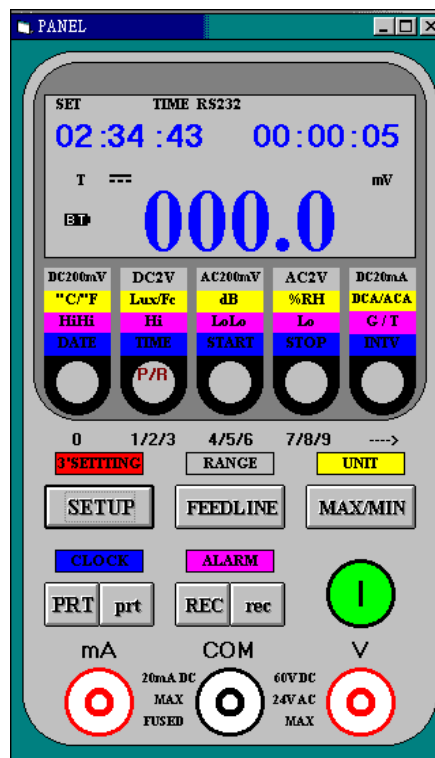 PANEL
SET TIME RS232
02:34:43 00:00:05
T mV
BT 000.0
DC200mV DC2V AC200mV AC2V DC20mA
"C/"F Lux/Fc dB %RH DCA/ACA
HiHi Hi LoLo Lo G/T
DATE TIME START STOP INTV
P/R
0 1/2/3 4/5/6 7/8/9 ---->
3'SETTING RANGE UNIT
SETUP FEEDLINE MAX/MIN
CLOCK ALARM
PRT prt REC rec I
mA COM V
20mA DC 60VDC
MAX 24VAC
FUSED MAX